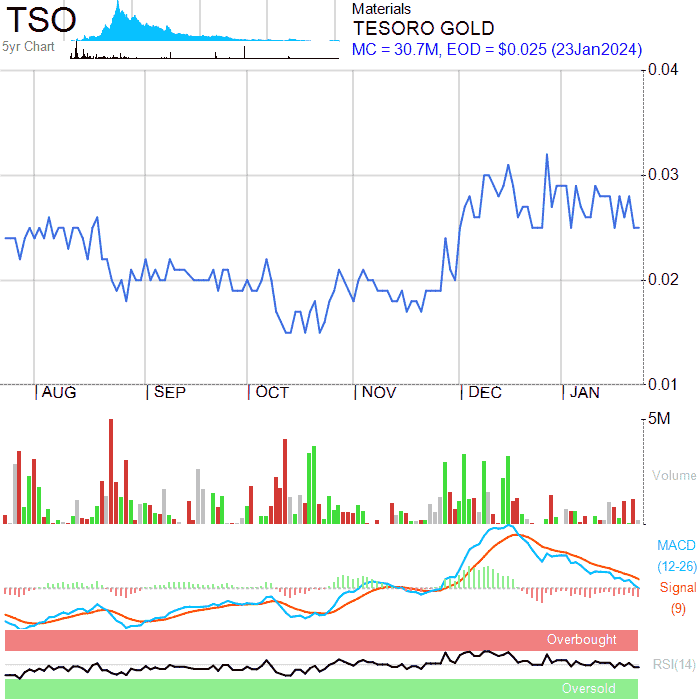 TSO
5yr Chart
Materials
TESORO GOLD
MC = 30.7M, EOD = $0.025 (23Jan2024)
0.04
0.03
0.02
0.01
AUG SEP OCT NOV DEC JAN
5M
Volume
MACD
(12-26)
Signal
(9)
Overbought
RSI(14)
Oversold